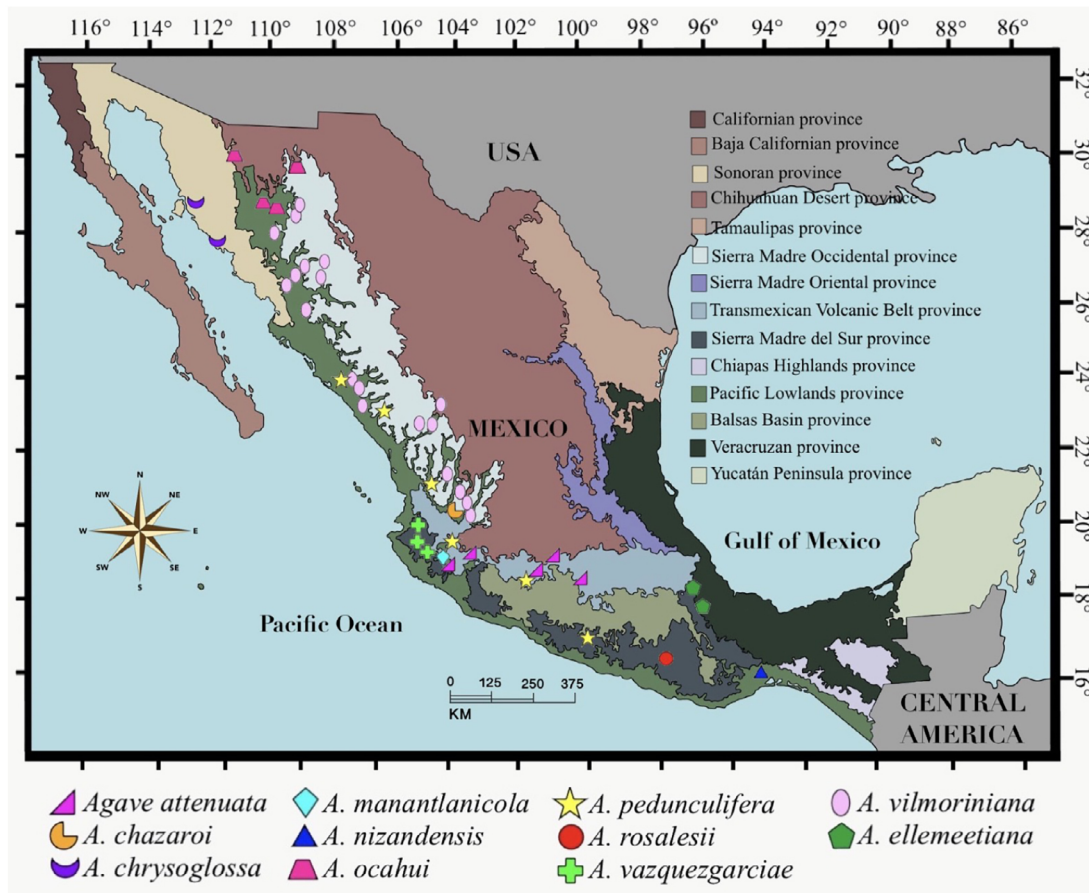 116° 114° 112° 110° 106° 104° 102° 100° 96° 94° 90° 88° 86°
32°
30°
28°
26°
24°
22°
20°
18°
16°
USA
MEXICO
Gulf of Mexico
Pacific Ocean
CENTRAL
AMERICA
Californian province
Baja Californian province
Sonoran province
Chihuahuan Desert province
Tamaulipas province
Sierra Madre Occidental province
Sierra Madre Oriental province
Transmexican Volcanic Belt province
Sierra Madre del Sur province
Chiapas Highlands province
Pacific Lowlands province
Balsas Basin province
Veracruzan province
Yucatán Peninsula province
N
NW NE
W E
SW SE
S
0 125 250 375
KM
Agave attenuata A. manantlanicola A. pedunculifera A. vilmoriniana
A. chazaroi A. nizandensis A. rosalesii A. ellemeetiana
A. chrysoglossa A. ocahui A. vazquezgarciae